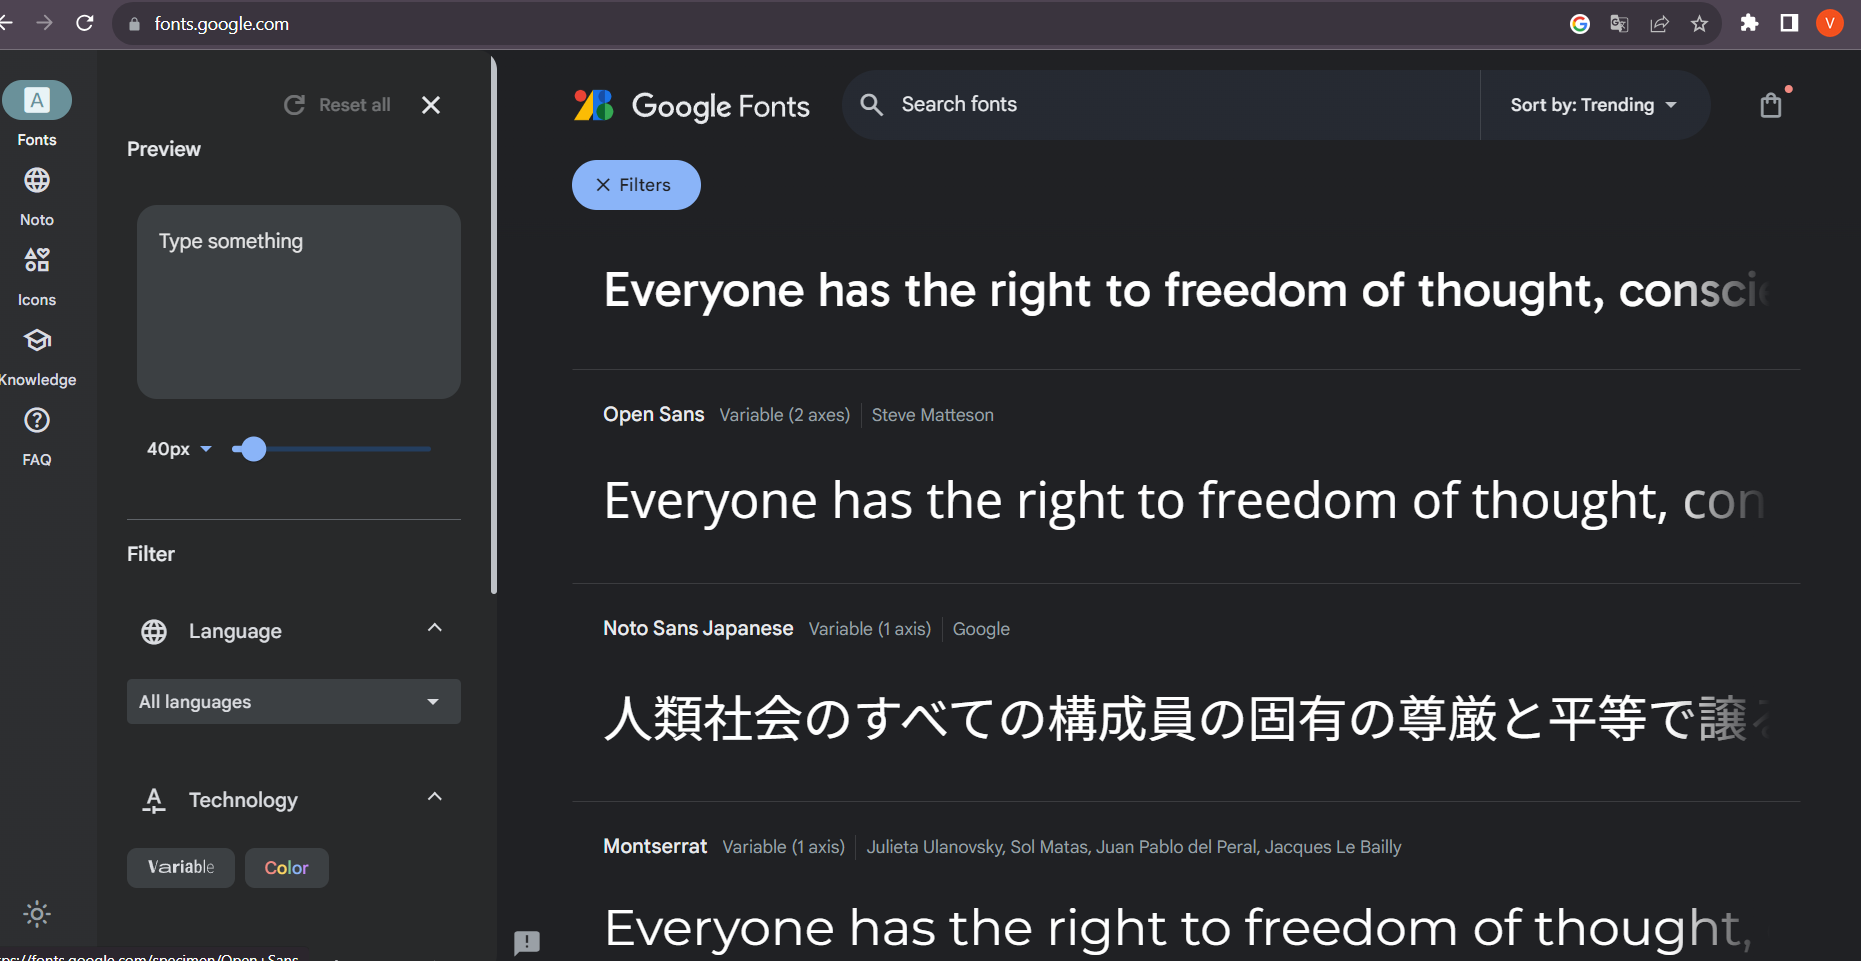 fonts.google.com
V
A
Fonts
Noto
Icons
Knowledge
FAQ
Reset all
Preview
Type something
40px
Filter
Language
All languages
Technology
Variable
Color
Google Fonts
Search fonts
Sort by: Trending
Filters
Everyone has the right to freedom of thought, conscie
Open Sans Variable (2 axes) Steve Matteson
Everyone has the right to freedom of thought, con
Noto Sans Japanese Variable (1 axis) Google
人類社会のすべての構成員の固有の尊厳と平等で譲
Montserrat Variable (1 axis) Julieta Ulanovsky, Sol Matas, Juan Pablo del Peral, Jacques Le Bailly
Everyone has the right to freedom of thought,
ps://fonts.google.com/specimen/Open+Sans